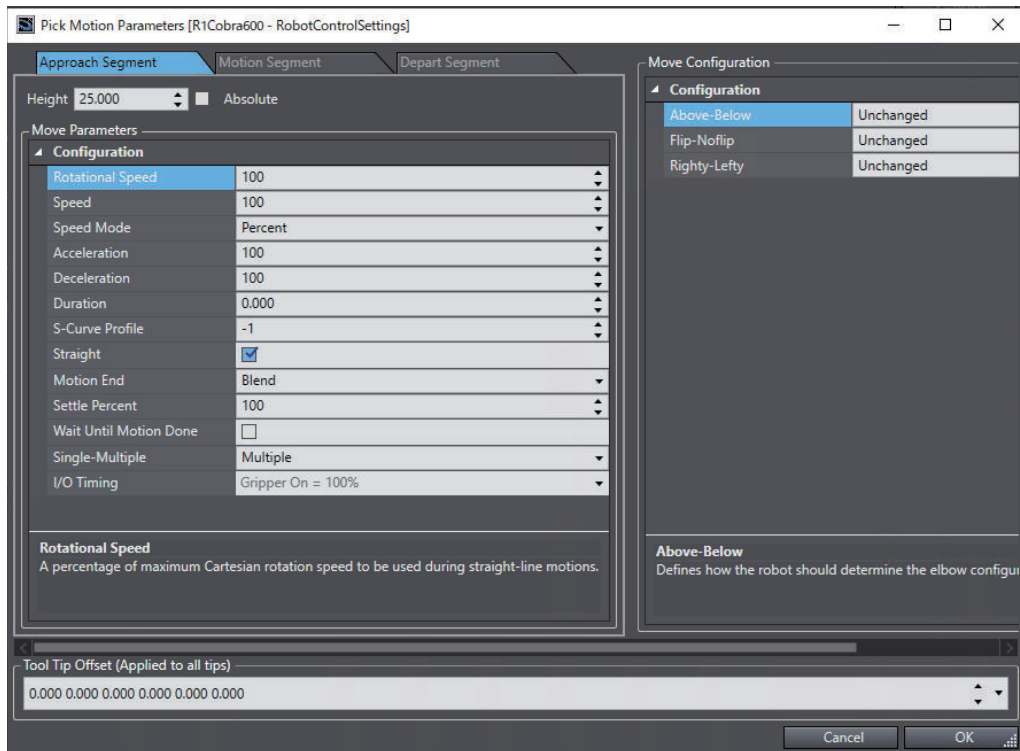 Pick Motion Parameters [R1Cobra600 - RobotControlSettings]
Approach Segment
Motion Segment
Depart Segment
Height 25.000
Absolute
Move Parameters
Configuration
Rotational Speed 100
Speed 100
Speed Mode Percent
Acceleration 100
Deceleration 100
Duration 0.000
S-Curve Profile -1
Straight
Motion End Blend
Settle Percent 100
Wait Until Motion Done
Single-Multiple Multiple
I/O Timing Gripper On = 100%
Rotational Speed
A percentage of maximum Cartesian rotation speed to be used during straight-line motions.
Move Configuration
Configuration
Above-Below Unchanged
Flip-Noflip Unchanged
Righty-Lefty Unchanged
Above-Below
Defines how the robot should determine the elbow configu
Tool Tip Offset (Applied to all tips)
0.000 0.000 0.000 0.000 0.000 0.000
Cancel
OK